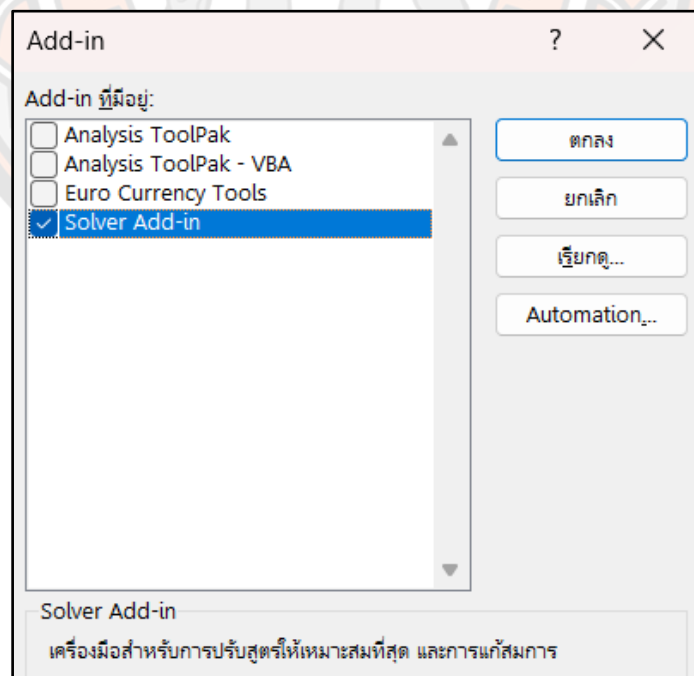 Add-in
Add-in ที่มีอยู่:
Analysis ToolPak
Analysis ToolPak - VBA
Euro Currency Tools
Solver Add-in
ตกลง
ยกเลิก
เรียกดู...
Automation...
Solver Add-in
เครื่องมือสำหรับการปรับสูตรให้เหมาะสมที่สุด และการแก้สมการ